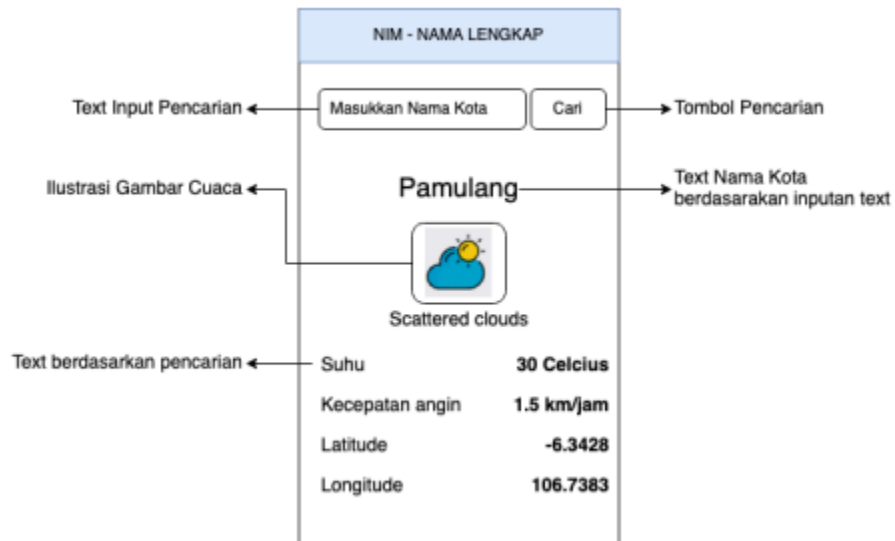 NIM - NAMA LENGKAP
Text Input Pencarian
Masukkan Nama Kota
Cari
Tombol Pencarian
Ilustrasi Gambar Cuaca
Pamulang
Text Nama Kota
berdasarakan inputan text
Scattered clouds
Text berdasarkan pencarian
Suhu 30 Celcius
Kecepatan angin 1.5 km/jam
Latitude -6.3428
Longitude 106.7383